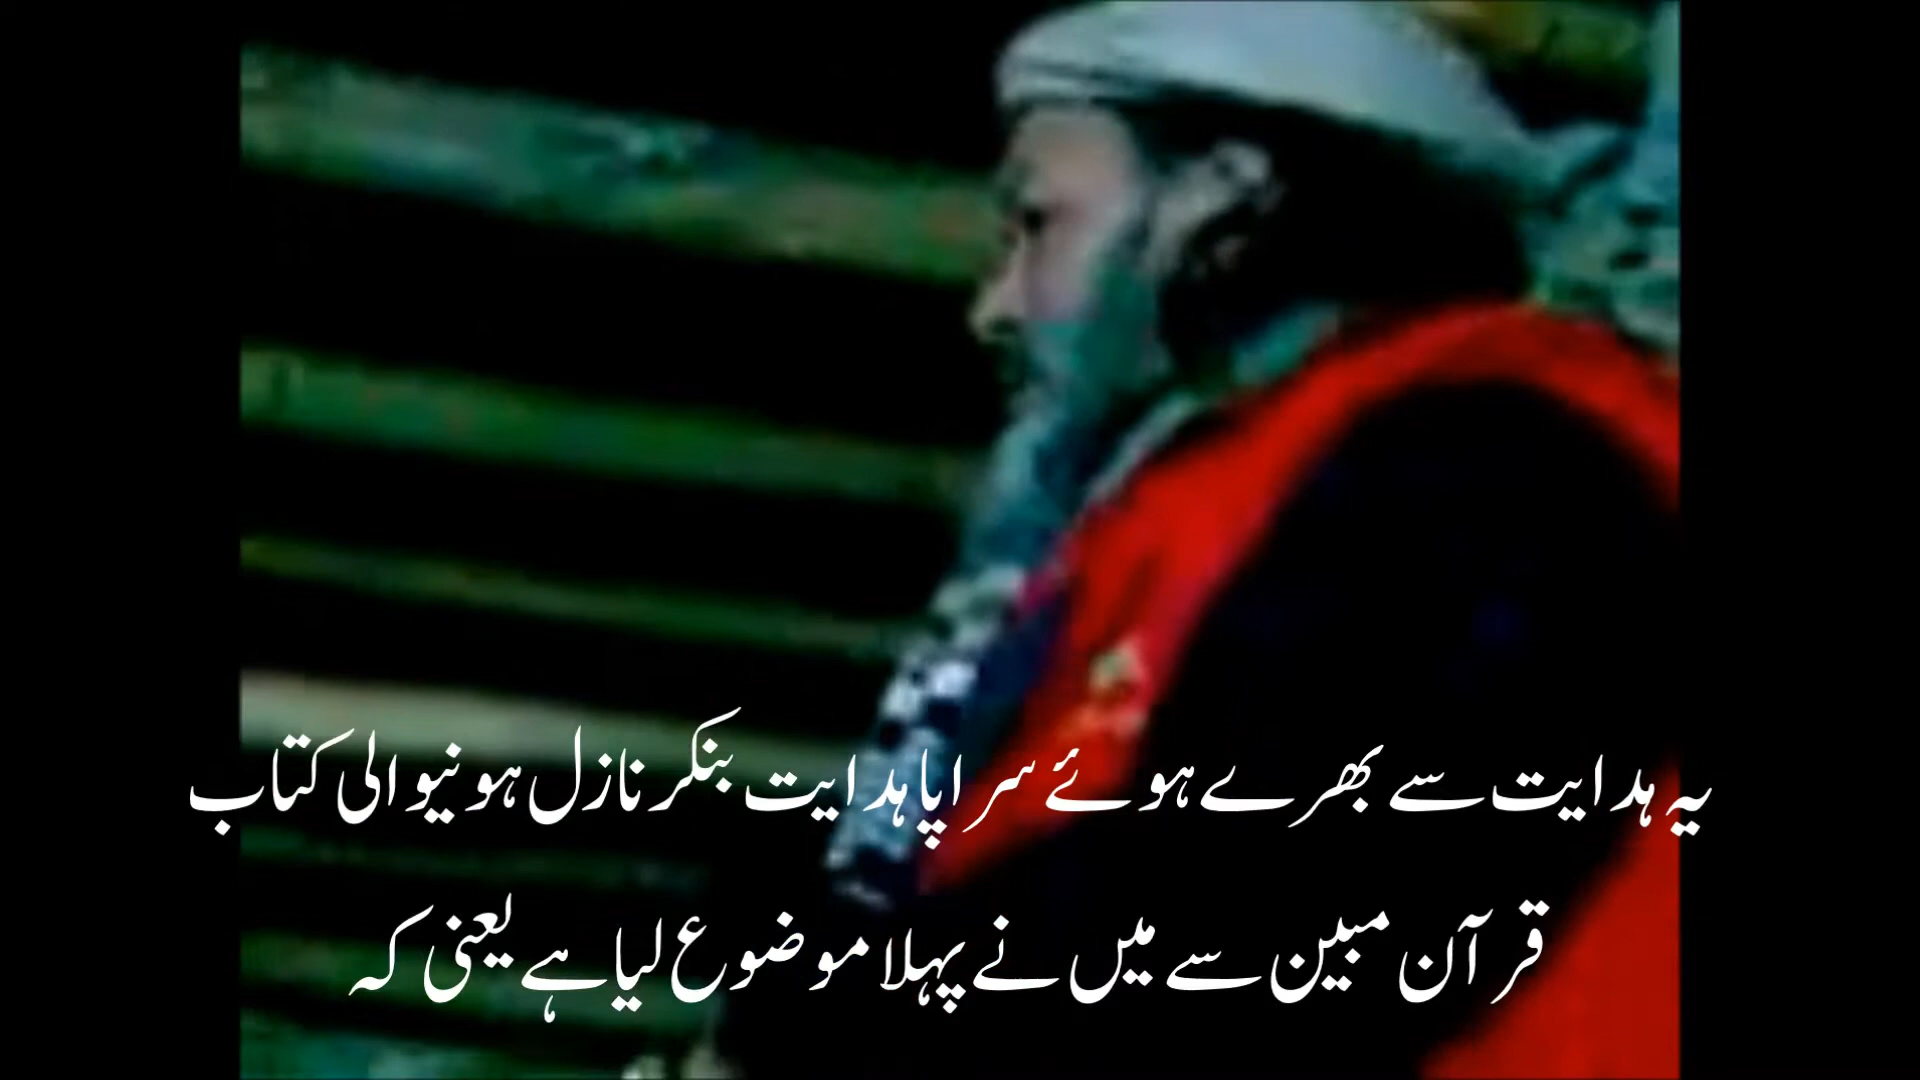 یہ ہدایت سے بھرے ہوئے سراپا ہدایت بنکر نازل ہونیوالی کتاب
قرآن مبین سے میں نے پہلا موضوع لیا ہے یعنی کہ